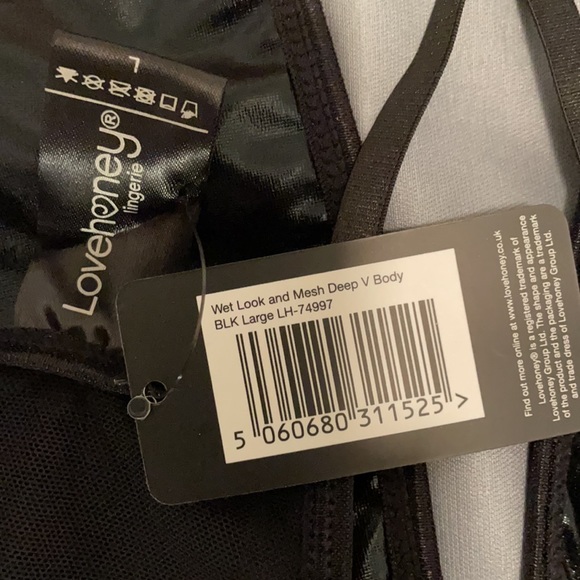 L
Lovehoney®
lingerie
Wet Look and Mesh Deep V Body
BLK Large LH-74997
5 060680 311525 >
Find out more online at www.lovehoney.co.uk
Lovehoney® is a registered trademark of
Lovehoney Group Ltd. The shape and appearance
of the product and the packaging are a trademark
and trade dress of Lovehoney Group Ltd.